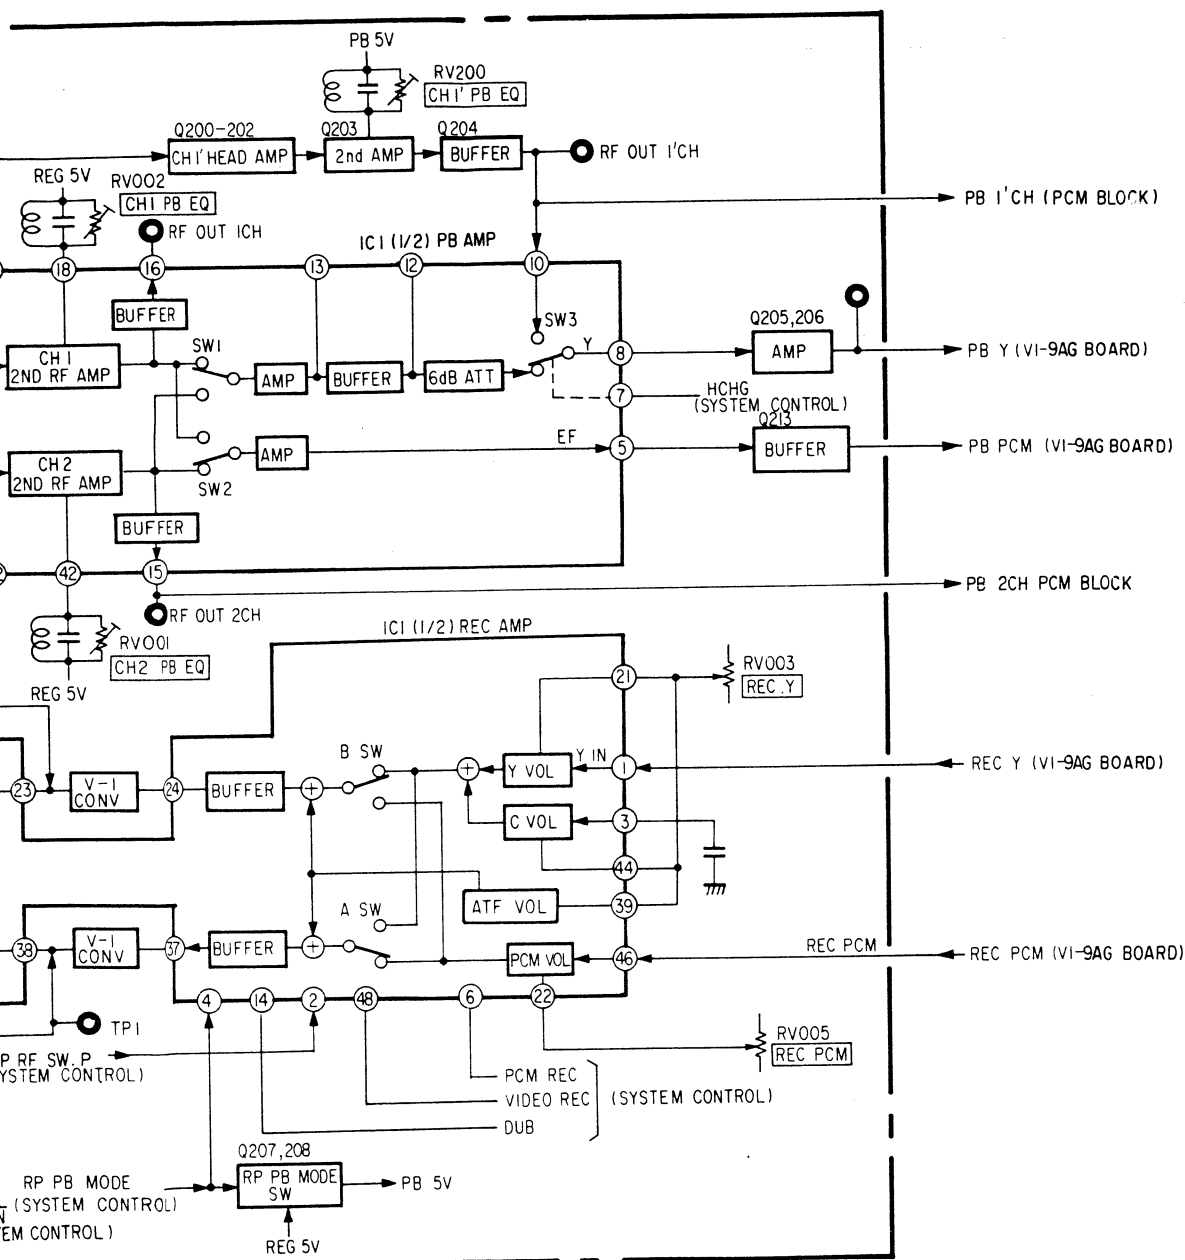 PB 5V
RV200
CH1' PB EQ
Q200-202
Q203
Q204
CH1' HEAD AMP
2nd AMP
BUFFER
RF OUT 1'CH
REG 5V
RV002
CH1 PB EQ
RF OUT 1CH
PB 1'CH (PCM BLOCK)
IC1 (1/2) PB AMP
18
16
13
12
10
BUFFER
SW3
Q205,206
SW1
Y
8
CH1
2ND RF AMP
AMP
BUFFER
6dB ATT
AMP
PB Y (VI-9AG BOARD)
7
HCHG
(SYSTEM CONTROL)
Q213
EF
5
BUFFER
PB PCM (VI-9AG BOARD)
CH2
2ND RF AMP
AMP
SW2
BUFFER
42
15
PB 2CH PCM BLOCK
RF OUT 2CH
IC1 (1/2) REC AMP
RV001
CH2 PB EQ
REG 5V
21
RV003
REC.Y
B SW
Y IN
23
V-I
CONV
24
BUFFER
+
+
Y VOL
1
REC Y (VI-9AG BOARD)
C VOL
3
44
ATF VOL
39
A SW
38
V-I
CONV
37
BUFFER
+
PCM VOL
46
REC PCM
REC PCM (VI-9AG BOARD)
4
14
2
48
6
22
TP1
RV005
REC PCM
P RF SW.P
YSTEM CONTROL)
PCM REC
VIDEO REC
(SYSTEM CONTROL)
DUB
Q207,208
RP PB MODE
(SYSTEM CONTROL)
RP PB MODE
SW
PB 5V
TEM CONTROL)
REG 5V